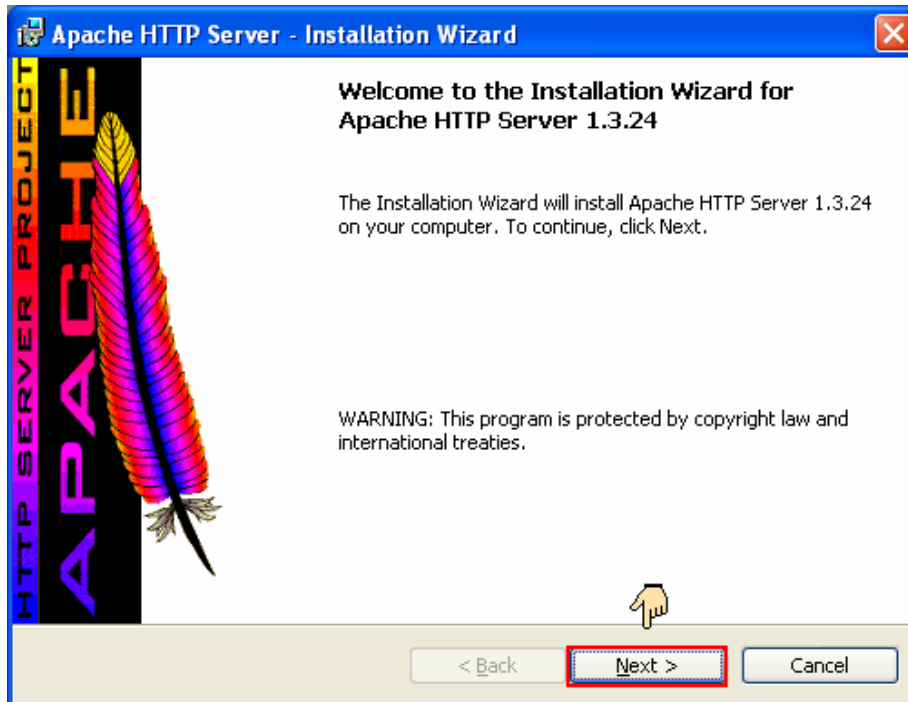 Apache HTTP Server - Installation Wizard
HTTP SERVER PROJECT
APACHE
Welcome to the Installation Wizard for
Apache HTTP Server 1.3.24
The Installation Wizard will install Apache HTTP Server 1.3.24
on your computer. To continue, click Next.
WARNING: This program is protected by copyright law and
international treaties.
< Back Next > Cancel